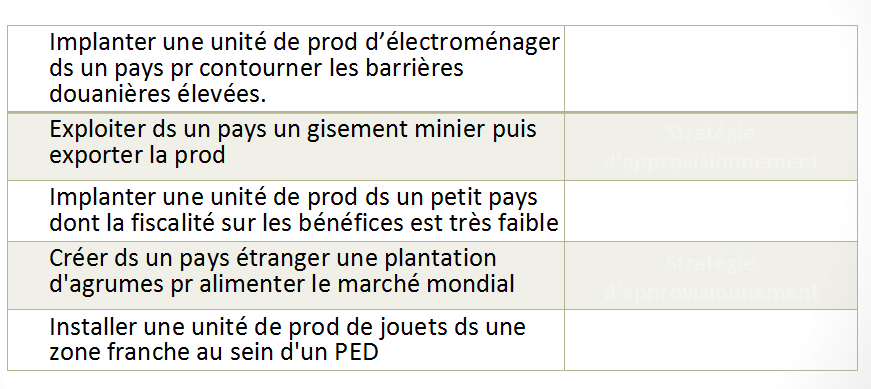 Implanter une unité de prod d’électroménager
ds un pays pr contourner les barrières
douanières élevées.
Exploiter ds un pays un gisement minier puis
exporter la prod
Stratégie
d’approvisionnement
Implanter une unité de prod ds un petit pays
dont la fiscalité sur les bénéfices est très faible
Créer ds un pays étranger une plantation
d'agrumes pr alimenter le marché mondial
Stratégie
d’approvisionnement
Installer une unité de prod de jouets ds une
zone franche au sein d'un PED